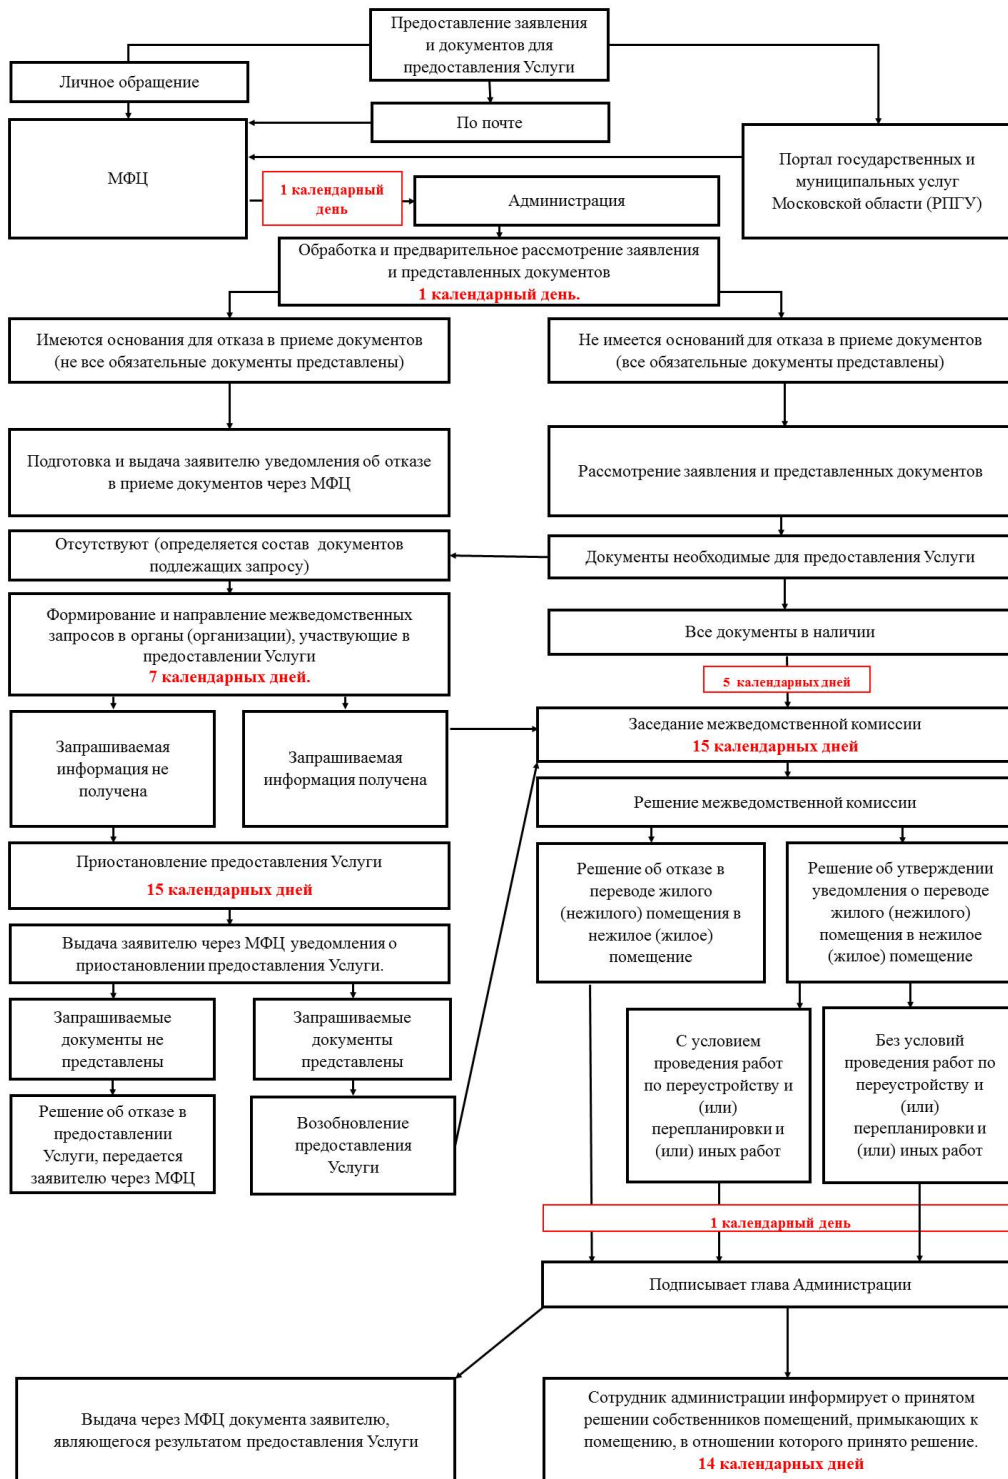 Предоставление заявления
и документов для
предоставления Услуги
Личное обращение
По почте
МФЦ
Портал государственных и
муниципальных услуг
Московской области (РПГУ)
1 календарный
день
Администрация
Обработка и предварительное рассмотрение заявления
и представленных документов
1 календарный день.
Имеются основания для отказа в приеме документов
(не все обязательные документы представлены)
Не имеется оснований для отказа в приеме документов
(все обязательные документы представлены)
Подготовка и выдача заявителю уведомления об отказе
в приеме документов через МФЦ
Рассмотрение заявления и представленных документов
Отсутствуют (определяется состав документов
подлежащих запросу)
Документы необходимые для предоставления Услуги
Формирование и направление межведомственных
запросов в органы (организации), участвующие в
предоставлении Услуги
7 календарных дней.
Все документы в наличии
5 календарных дней
Запрашиваемая
информация не
получена
Запрашиваемая
информация получена
Заседание межведомственной комиссии
15 календарных дней
Решение межведомственной комиссии
Приостановление предоставления Услуги
15 календарных дней
Решение об отказе в
переводе жилого
(нежилого) помещения в
нежилое (жилое)
помещение
Решение об утверждении
уведомления о переводе
жилого (нежилого)
помещения в нежилое
(жилое) помещение
Выдача заявителю через МФЦ уведомления о
приостановлении предоставления Услуги.
Запрашиваемые
документы не
представлены
Запрашиваемые
документы
представлены
С условием
проведения работ
по переустройству и
(или)
перепланировки и
(или) иных работ
Без условий
проведения работ по
переустройству и
(или)
перепланировки и
(или) иных работ
Решение об отказе в
предоставлении
Услуги, передается
заявителю через МФЦ
Возобновление
предоставления
Услуги
1 календарный день
Подписывает глава Администрации
Выдача через МФЦ документа заявителю,
являющегося результатом предоставления Услуги
Сотрудник администрации информирует о принятом
решении собственников помещений, примыкающих к
помещению, в отношении которого принято решение.
14 календарных дней